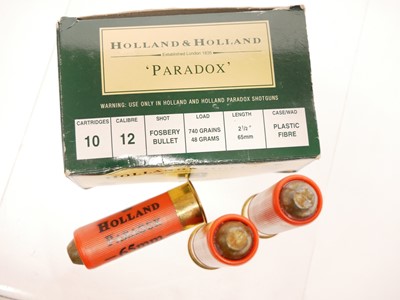 HOLLAND & HOLLAND
Established London 1835
'PARADOX'
WARNING: USE ONLY IN HOLLAND AND HOLLAND PARADOX SHOTGUNS
CARTRIDGES CALIBRE SHOT LOAD LENGTH CASE/WAD
10 12 FOSBERY BULLET 740 GRAINS 48 GRAMS 2½" 65mm PLASTIC FIBRE
HOLLAND
PARADOX
65mm